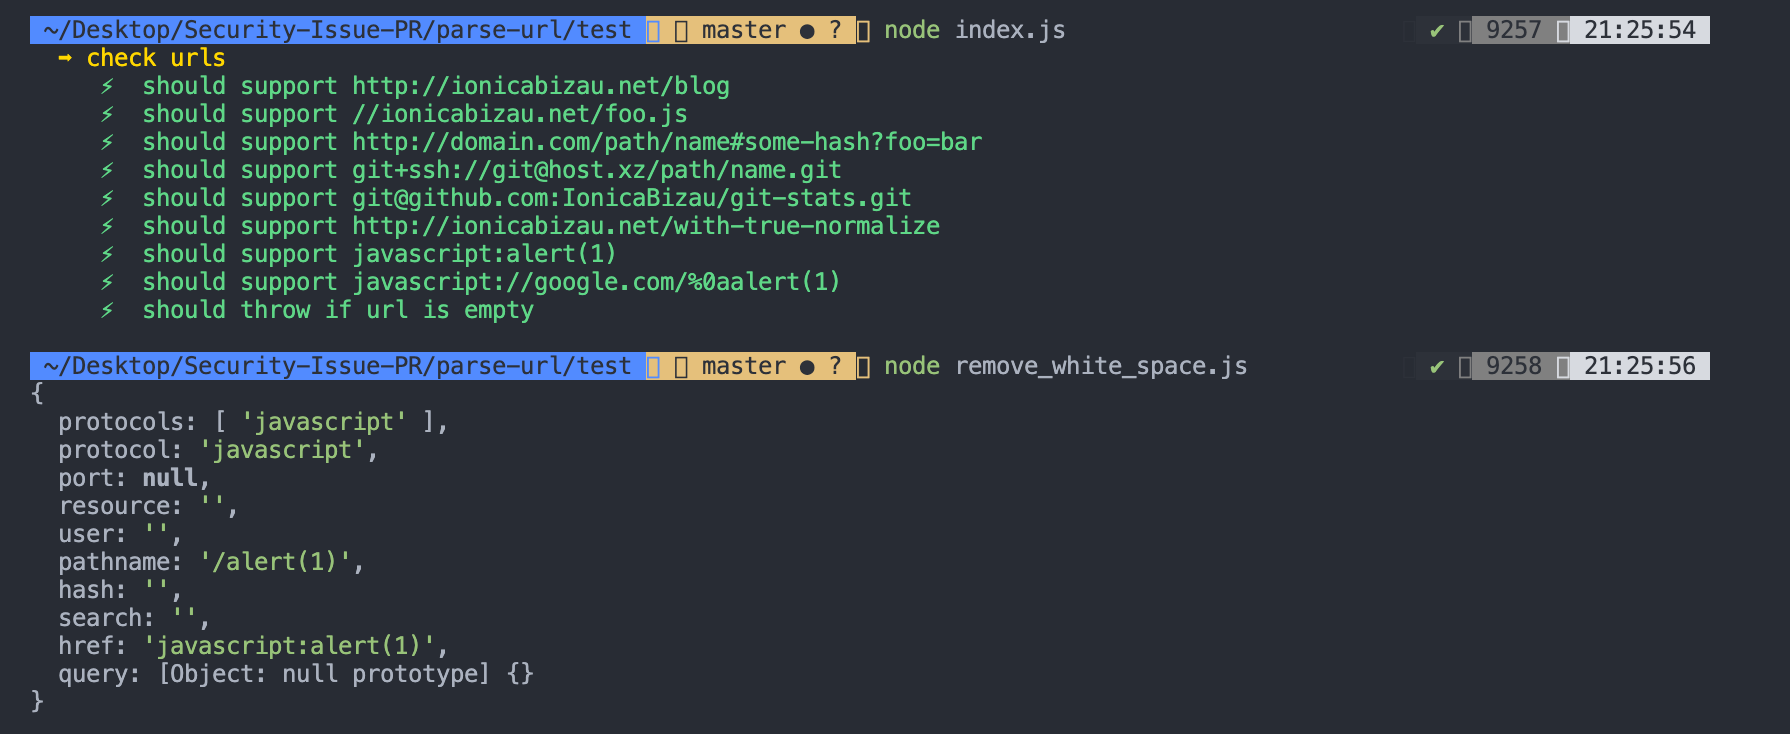 ~/Desktop/Security-Issue-PR/parse-url/test master ● ? node index.js ✔ 9257 21:25:54
➡ check urls
⚡ should support http://ionicabizau.net/blog
⚡ should support //ionicabizau.net/foo.js
⚡ should support http://domain.com/path/name#some-hash?foo=bar
⚡ should support git+ssh://git@host.xz/path/name.git
⚡ should support git@github.com:IonicaBizau/git-stats.git
⚡ should support http://ionicabizau.net/with-true-normalize
⚡ should support javascript:alert(1)
⚡ should support javascript://google.com/%0aalert(1)
⚡ should throw if url is empty
~/Desktop/Security-Issue-PR/parse-url/test master ● ? node remove_white_space.js ✔ 9258 21:25:56
{
  protocols: [ 'javascript' ],
  protocol: 'javascript',
  port: null,
  resource: '',
  user: '',
  pathname: '/alert(1)',
  hash: '',
  search: '',
  href: 'javascript:alert(1)',
  query: [Object: null prototype] {}
}